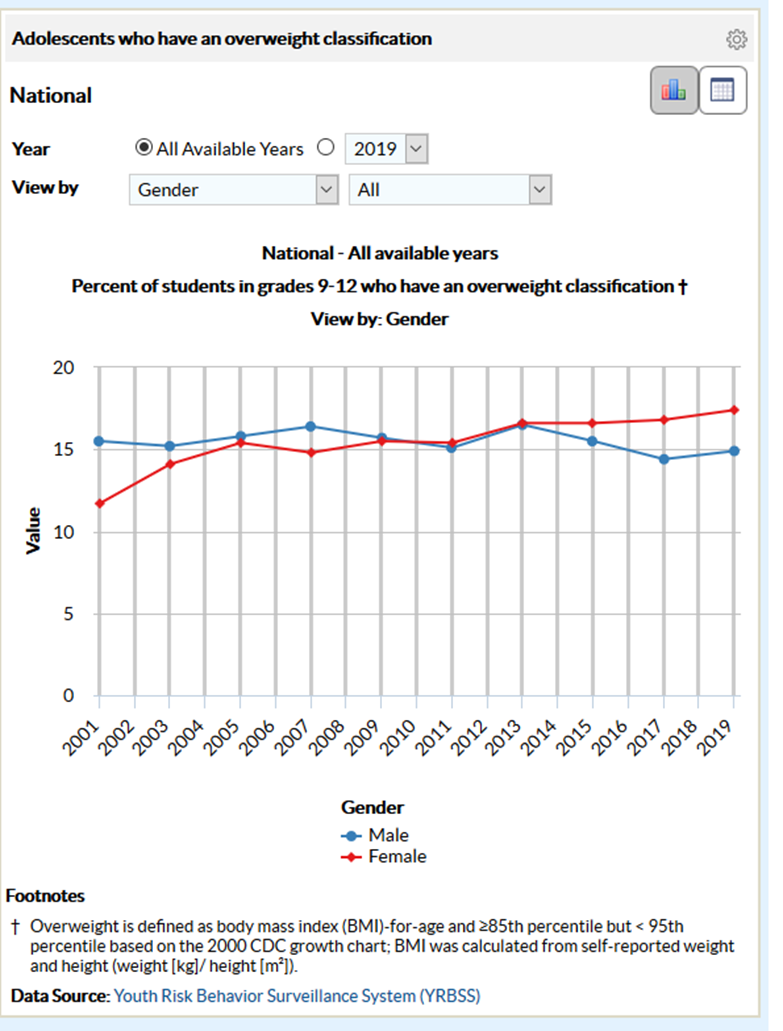 Adolescents who have an overweight classification
National
Year All Available Years 2019
View by Gender All
National - All available years
Percent of students in grades 9-12 who have an overweight classification †
View by: Gender
20
15
10
5
0
Value
2001 2002 2003 2004 2005 2006 2007 2008 2009 2010 2011 2012 2013 2014 2015 2016 2017 2018 2019
Gender
Male
Female
Footnotes
† Overweight is defined as body mass index (BMI)-for-age and ≥85th percentile but < 95th
percentile based on the 2000 CDC growth chart; BMI was calculated from self-reported weight
and height (weight [kg]/ height [m²]).
Data Source: Youth Risk Behavior Surveillance System (YRBSS)